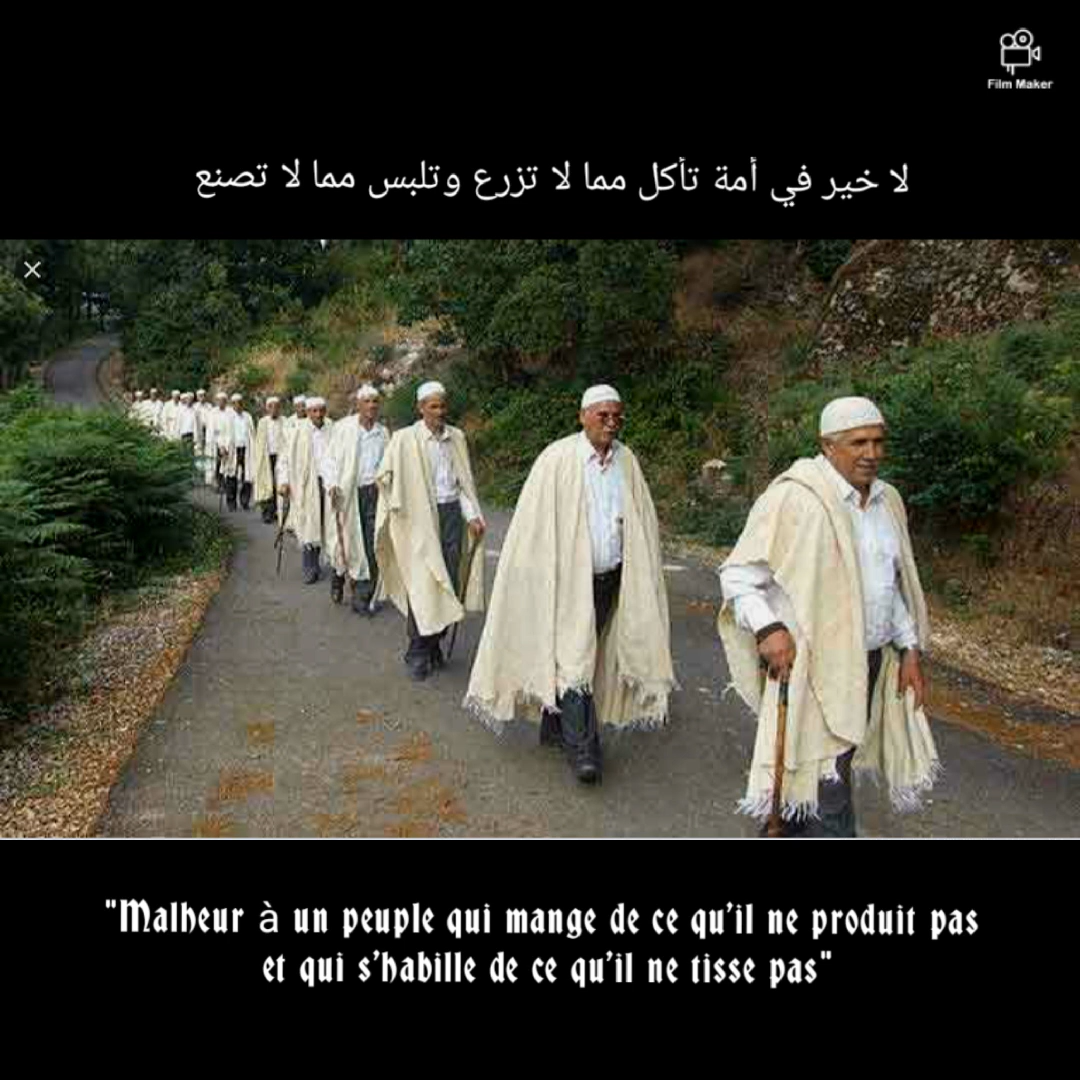 Film Maker
لا خير في أمة تأكل مما لا تزرع وتلبس مما لا تصنع
"Malheur à un peuple qui mange de ce qu'il ne produit pas
et qui s'habille de ce qu'il ne tisse pas"